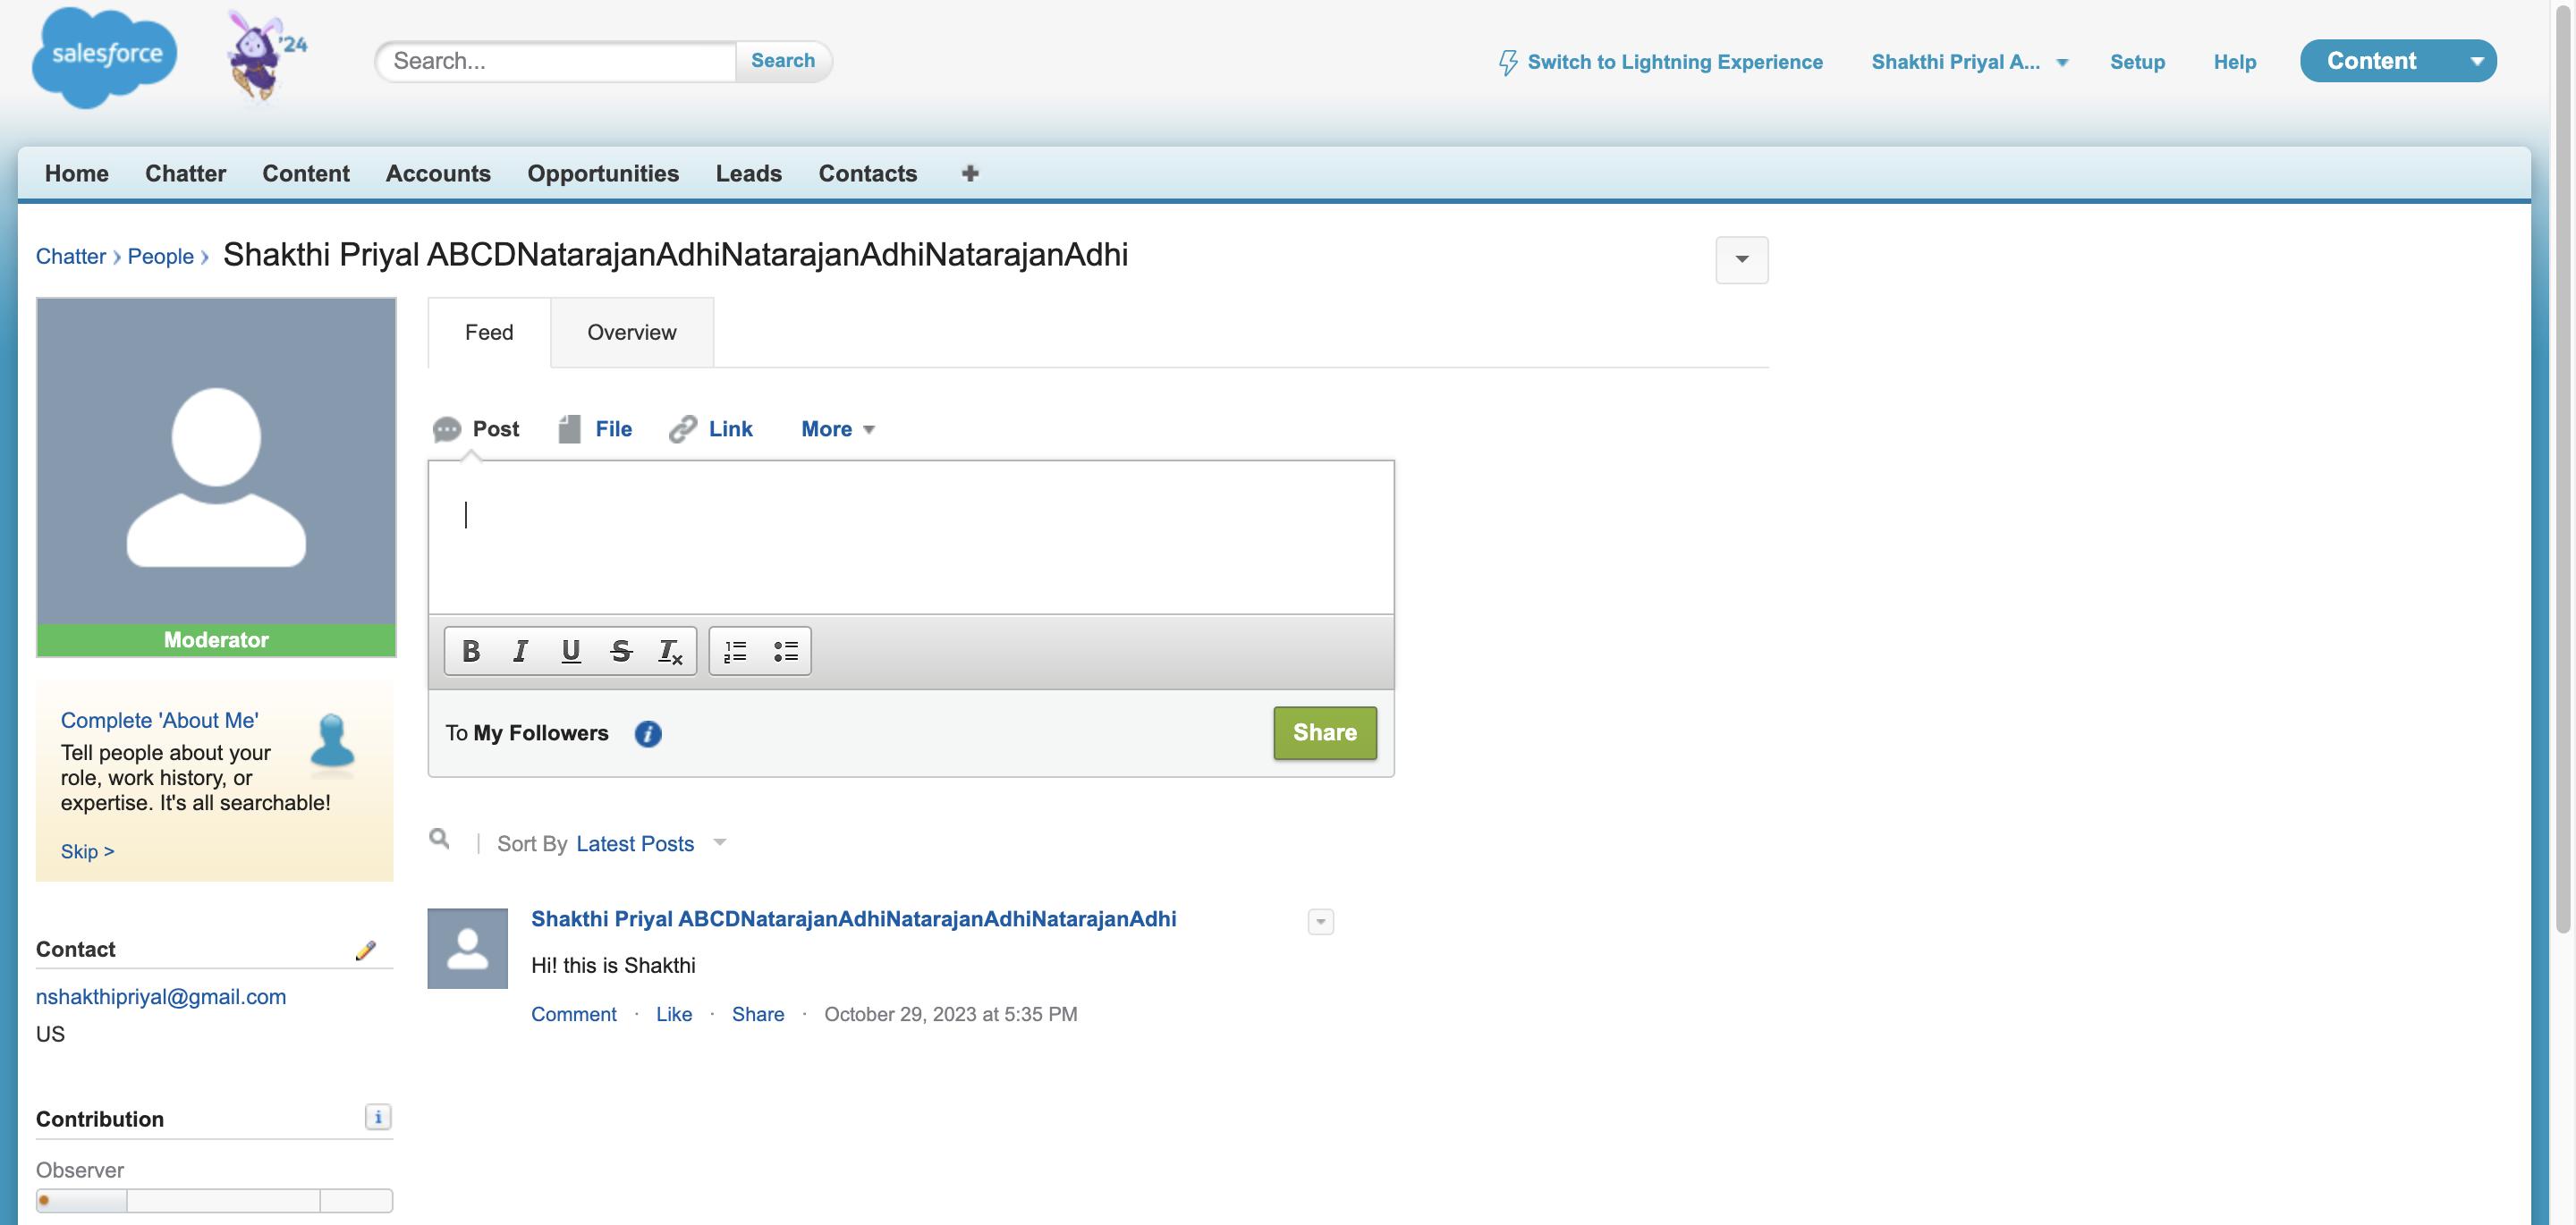 salesforce
'24
Search...
Search
Switch to Lightning Experience
Shakthi Priyal A...
Setup
Help
Content
Home
Chatter
Content
Accounts
Opportunities
Leads
Contacts
Chatter › People › Shakthi Priyal ABCDNatarajanAdhiNatarajanAdhiNatarajanAdhi
Moderator
Complete 'About Me'
Tell people about your
role, work history, or
expertise. It's all searchable!
Skip >
Contact
nshakthipriyal@gmail.com
US
Contribution
Observer
Feed
Overview
Post
File
Link
More
B I U S Tx
To My Followers
Share
Sort By Latest Posts
Shakthi Priyal ABCDNatarajanAdhiNatarajanAdhiNatarajanAdhi
Hi! this is Shakthi
Comment · Like · Share · October 29, 2023 at 5:35 PM